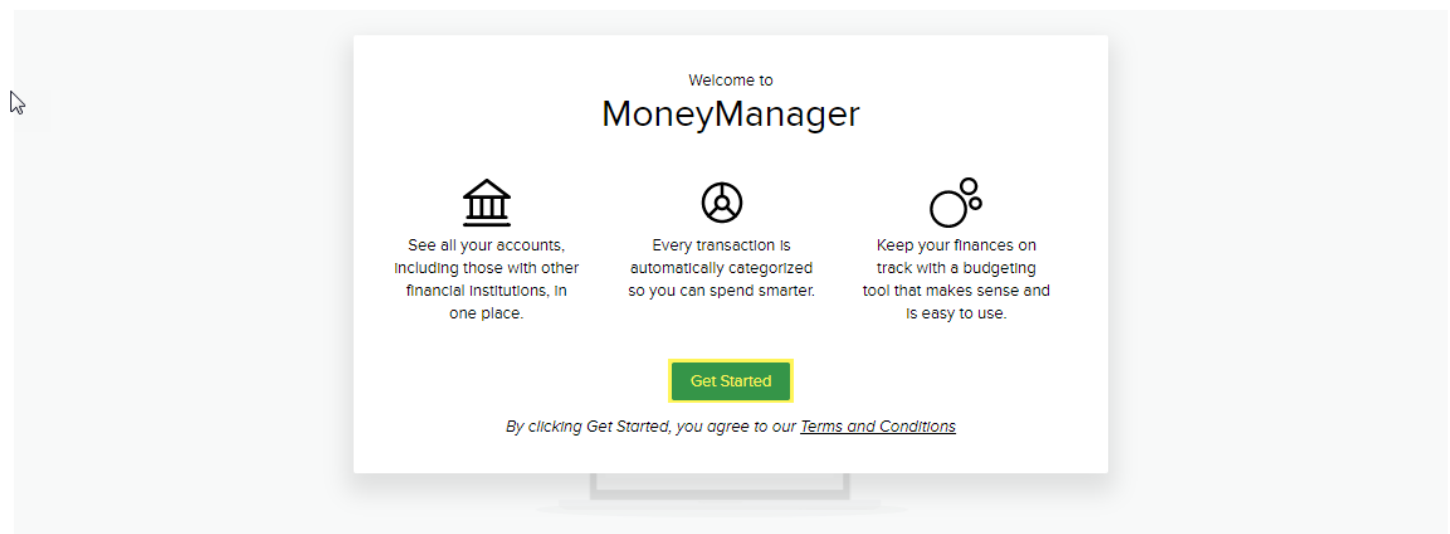 Welcome to
MoneyManager
See all your accounts,
including those with other
financial institutions, in
one place.
Every transaction is
automatically categorized
so you can spend smarter.
Keep your finances on
track with a budgeting
tool that makes sense and
is easy to use.
Get Started
By clicking Get Started, you agree to our Terms and Conditions